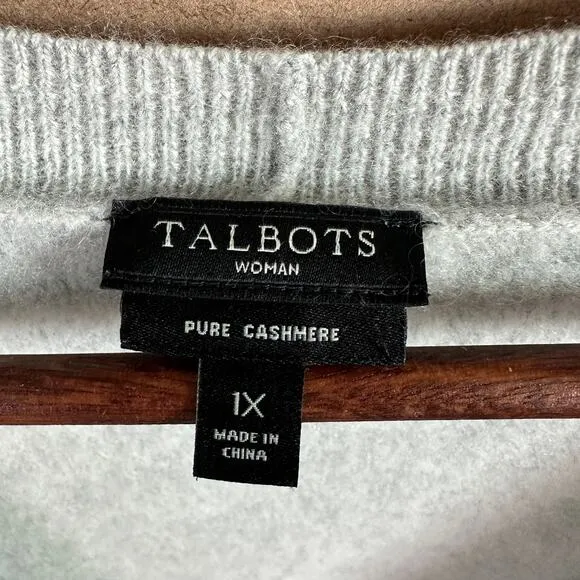 TALBOTS
WOMAN
PURE CASHMERE
1X
MADE IN
CHINA